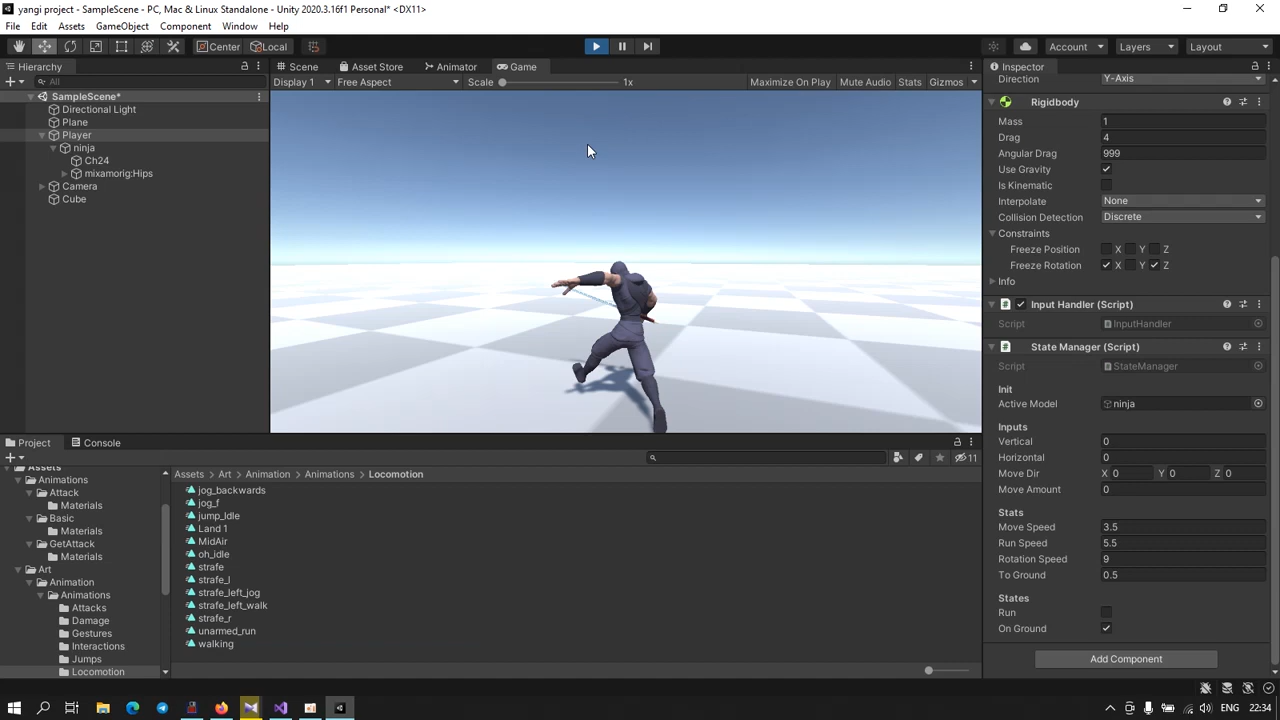 yangi project - SampleScene - PC, Mac & Linux Standalone - Unity 2020.3.16f1 Personal* <DX11>
File Edit Assets GameObject Component Window Help
Center Local Account Layers Layout
Hierarchy
All
SampleScene*
Directional Light
Plane
Player
ninja
Ch24
mixamorig:Hips
Camera
Cube
Scene Asset Store Animator Game
Display 1 Free Aspect Scale 1x Maximize On Play Mute Audio Stats Gizmos
Inspector
Direction Y-Axis
Rigidbody
Mass 1
Drag 4
Angular Drag 999
Use Gravity
Is Kinematic
Interpolate None
Collision Detection Discrete
Constraints
Freeze Position X Y Z
Freeze Rotation X Y Z
Info
Input Handler (Script)
Script InputHandler
State Manager (Script)
Script StateManager
Init
Active Model ninja
Inputs
Vertical 0
Horizontal 0
Move Dir X 0 Y 0 Z 0
Move Amount 0
Stats
Move Speed 3.5
Run Speed 5.5
Rotation Speed 9
To Ground 0.5
States
Run
On Ground
Add Component
Project Console
11
Assets
Animations
Attack
Materials
Basic
Materials
GetAttack
Materials
Art
Animation
Animations
Attacks
Damage
Gestures
Interactions
Jumps
Locomotion
Assets > Art > Animation > Animations > Locomotion
jog_backwards
jog_f
jump_Idle
Land 1
MidAir
oh_idle
strafe
strafe_l
strafe_left_jog
strafe_left_walk
strafe_r
unarmed_run
walking
ENG 22:34